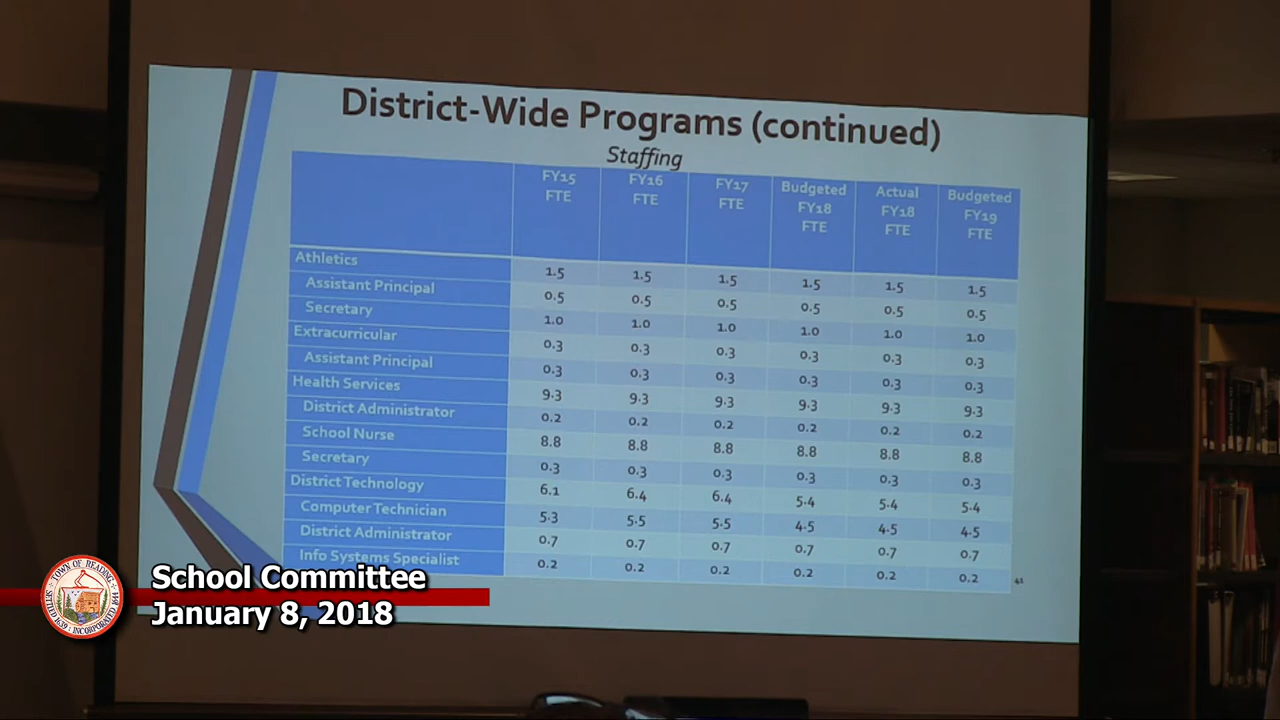 District-Wide Programs (continued)
Staffing
FY15 FTE FY16 FTE FY17 FTE Budgeted FY18 FTE Actual FY18 FTE Budgeted FY19 FTE
Athletics 1.5 1.5 1.5 1.5 1.5 1.5
Assistant Principal 0.5 0.5 0.5 0.5 0.5 0.5
Secretary 1.0 1.0 1.0 1.0 1.0 1.0
Extracurricular 0.3 0.3 0.3 0.3 0.3 0.3
Assistant Principal 0.3 0.3 0.3 0.3 0.3 0.3
Health Services 9.3 9.3 9.3 9.3 9.3 9.3
District Administrator 0.2 0.2 0.2 0.2 0.2 0.2
School Nurse 8.8 8.8 8.8 8.8 8.8 8.8
Secretary 0.3 0.3 0.3 0.3 0.3 0.3
District Technology 6.1 6.4 6.4 5.4 5.4 5.4
Computer Technician 5.3 5.5 5.5 4.5 4.5 4.5
District Administrator 0.7 0.7 0.7 0.7 0.7 0.7
Info Systems Specialist 0.2 0.2 0.2 0.2 0.2 0.2
School Committee
January 8, 2018
TOWN OF READING
SETTLED 1639 INCORPORATED 1644